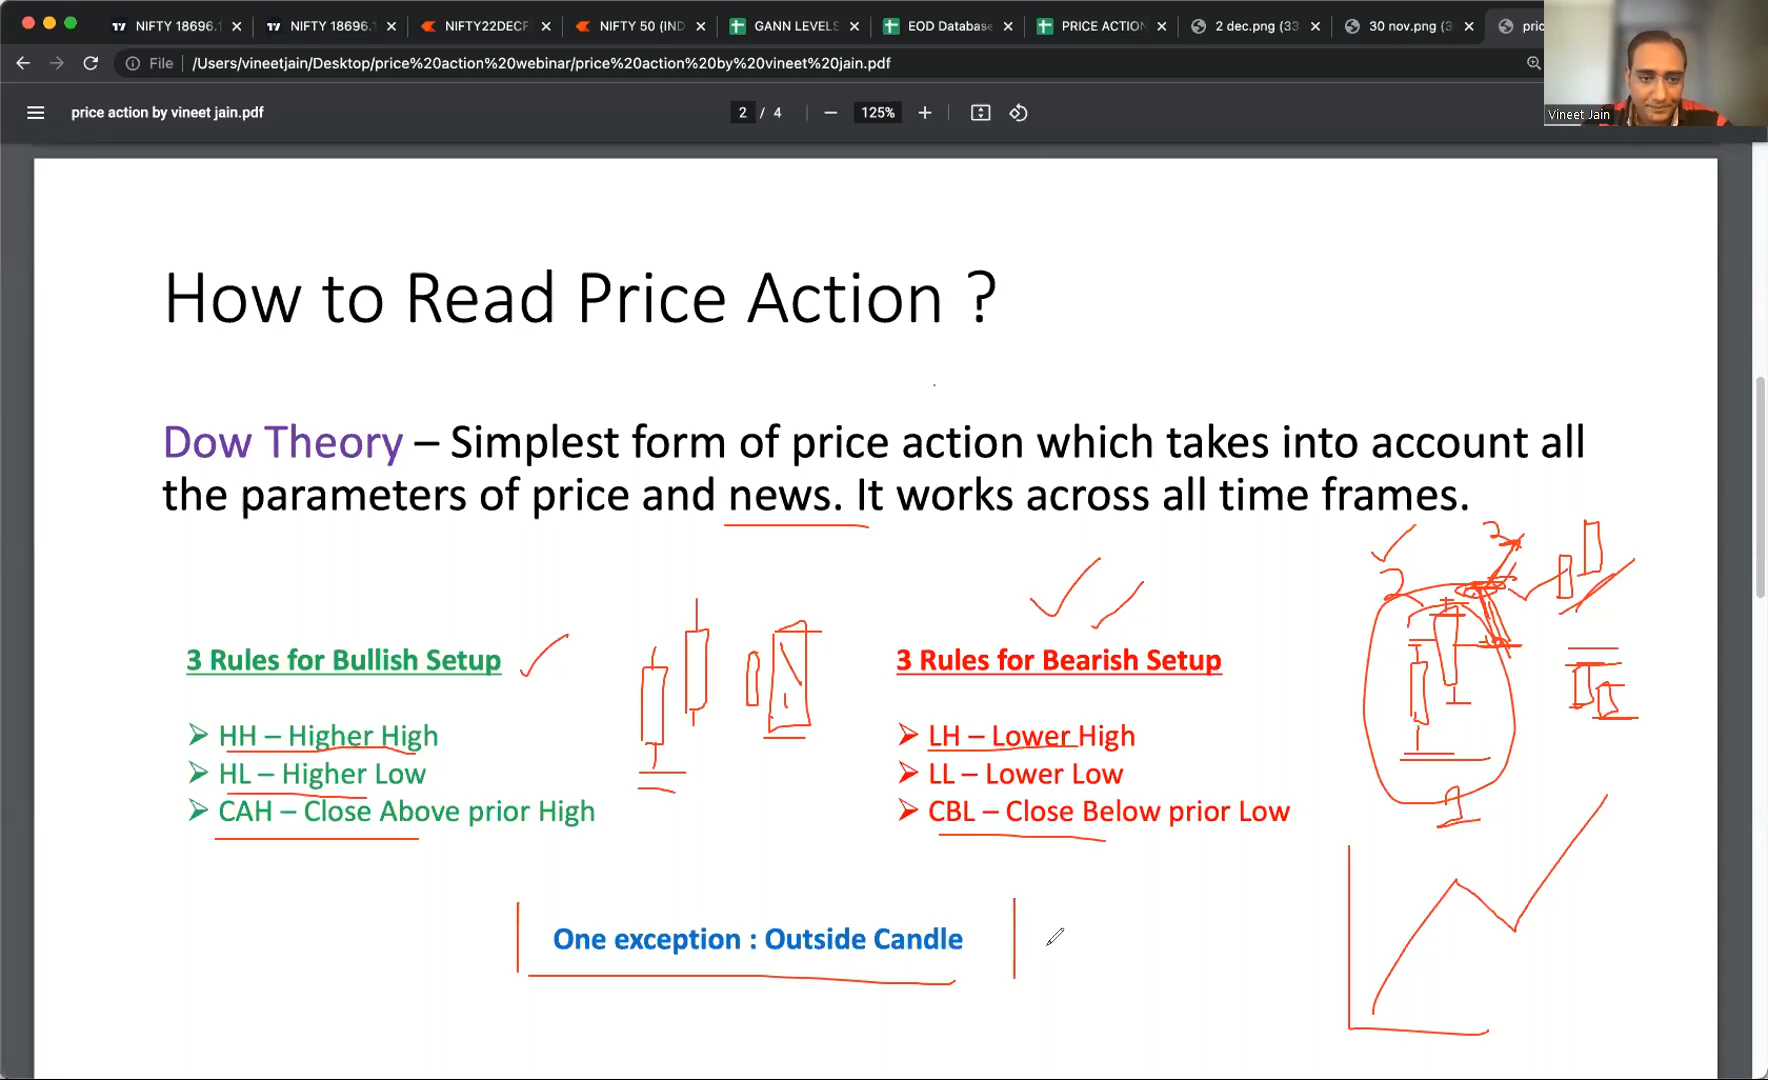 NIFTY 18696.
NIFTY 18696.
NIFTY22DECF
NIFTY 50 (IND
GANN LEVELS
EOD Database
PRICE ACTION
2 dec.png (33
30 nov.png (3
pric
File
/Users/vineetjain/Desktop/price%20action%20webinar/price%20action%20by%20vineet%20jain.pdf
Vineet Jain
price action by vineet jain.pdf
2 / 4
125%
How to Read Price Action ?
Dow Theory – Simplest form of price action which takes into account all
the parameters of price and news. It works across all time frames.
3 Rules for Bullish Setup
HH – Higher High
HL – Higher Low
CAH – Close Above prior High
3 Rules for Bearish Setup
LH – Lower High
LL – Lower Low
CBL – Close Below prior Low
2
One exception : Outside Candle